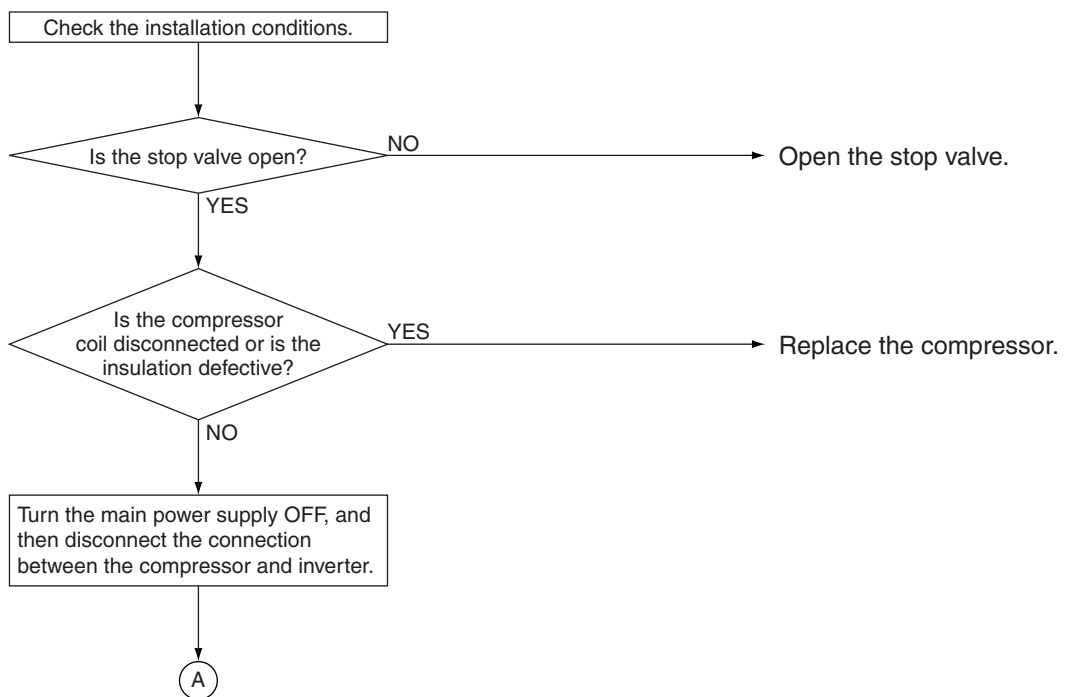 Check the installation conditions.
Is the stop valve open?
NO
Open the stop valve.
YES
Is the compressor
coil disconnected or is the
insulation defective?
YES
Replace the compressor.
NO
Turn the main power supply OFF, and
then disconnect the connection
between the compressor and inverter.
A